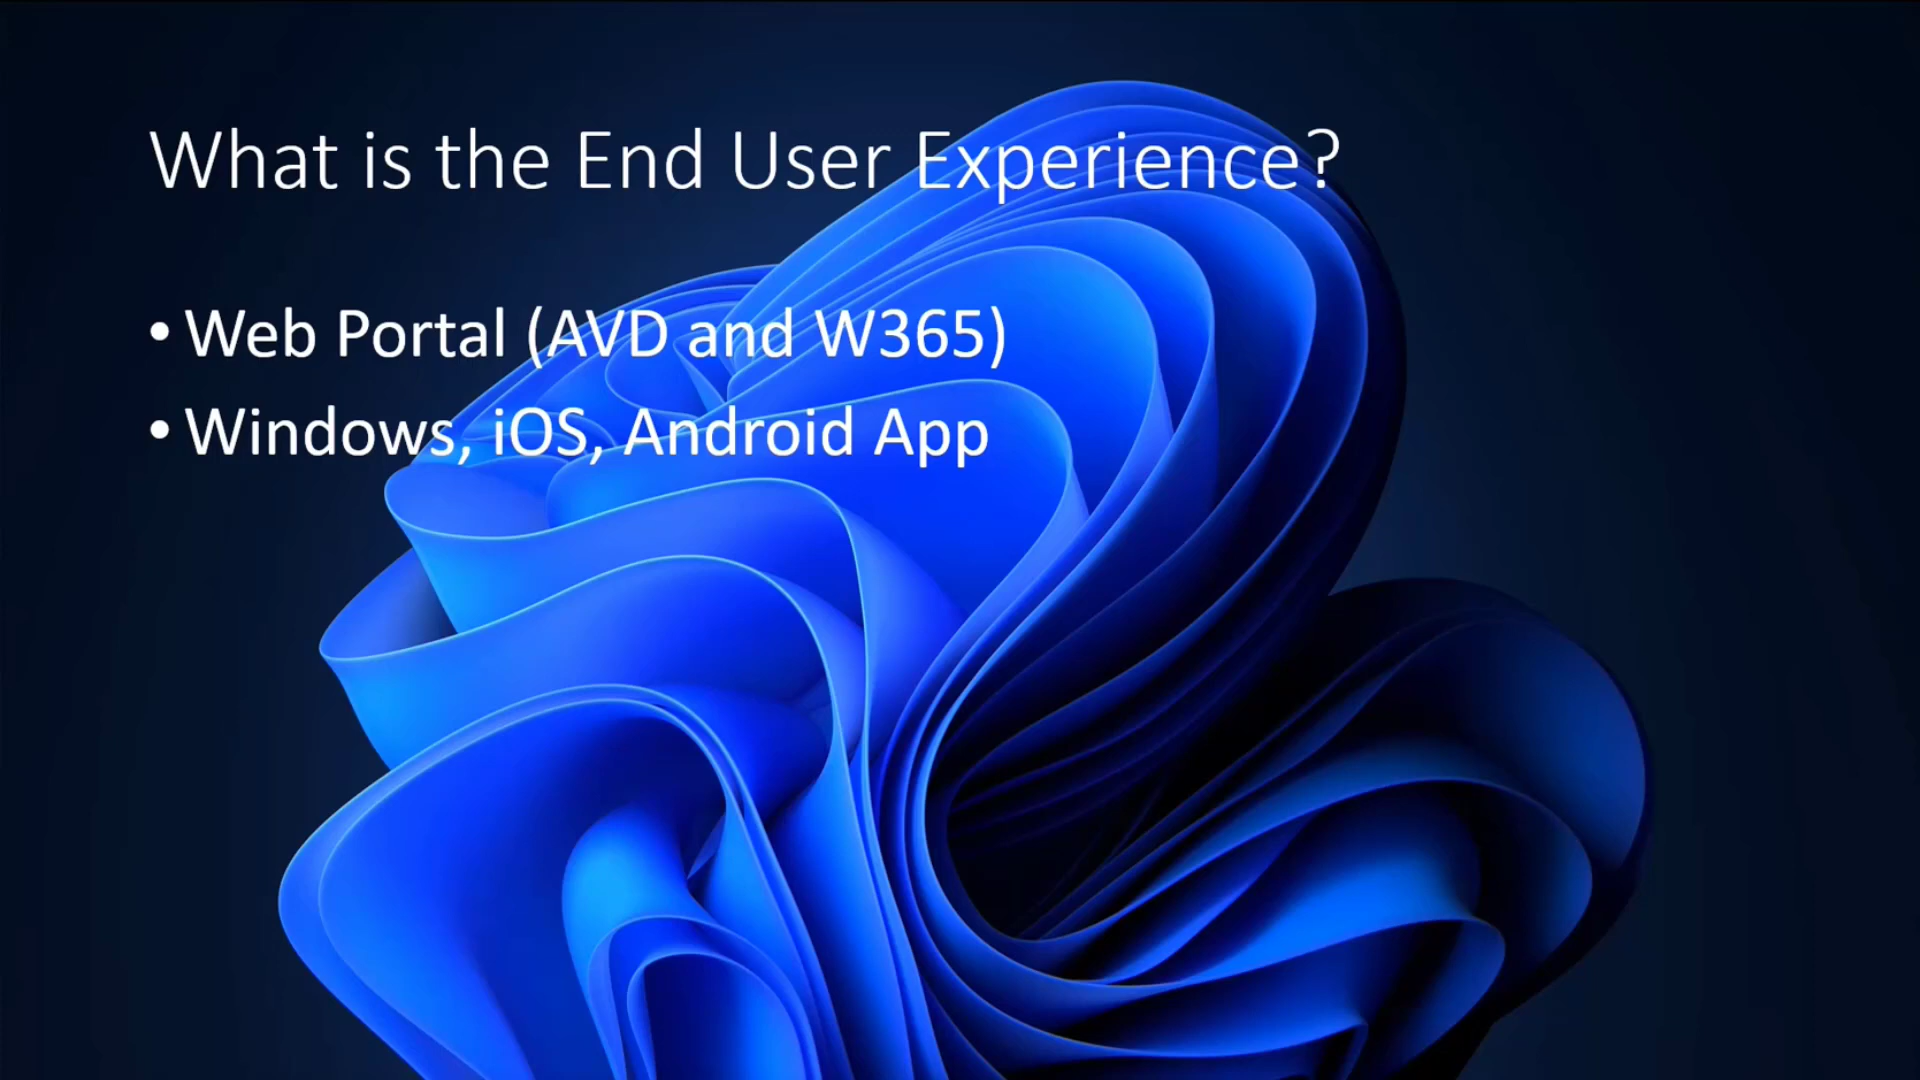 What is the End User Experience?
• Web Portal (AVD and W365)
• Windows, iOS, Android App